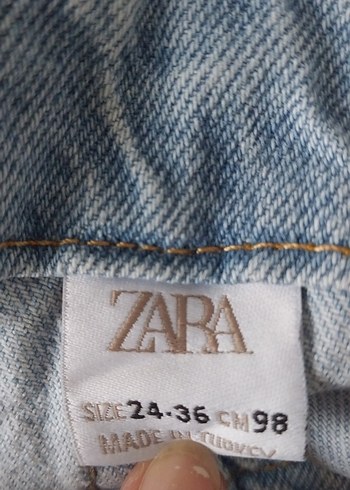 ZARA
SIZE 24-36 CM 98
MADE IN TURKEY